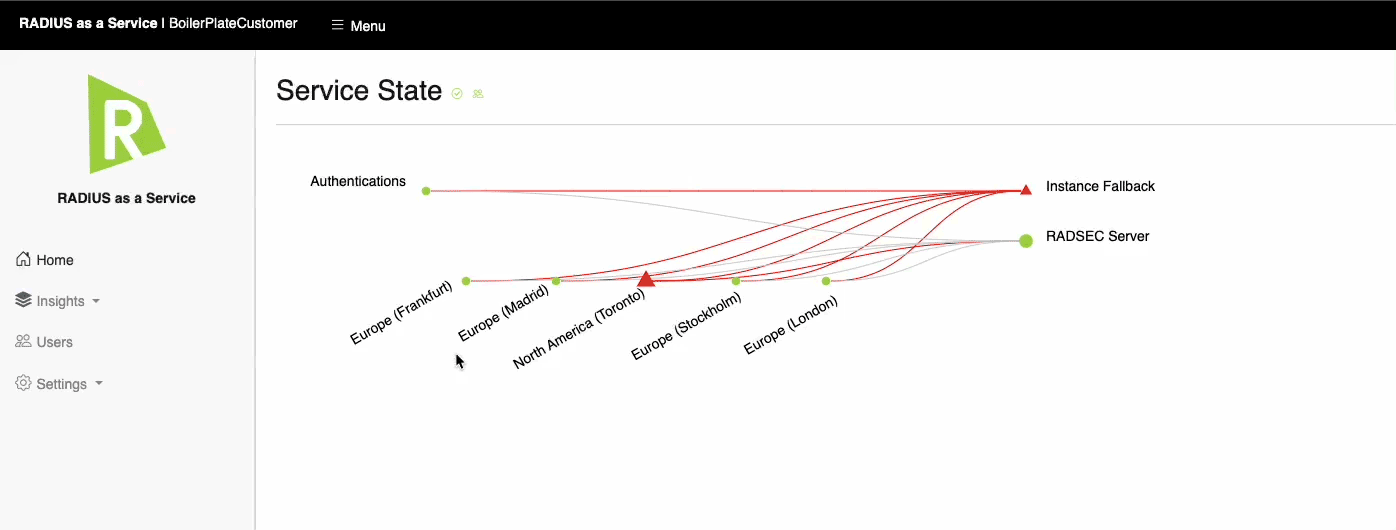 RADIUS as a Service | BoilerPlateCustomer
Menu
R
RADIUS as a Service
Home
Insights
Users
Settings
Service State
Authentications
Instance Fallback
RADSEC Server
Europe (Frankfurt)
Europe (Madrid)
North America (Toronto)
Europe (Stockholm)
Europe (London)